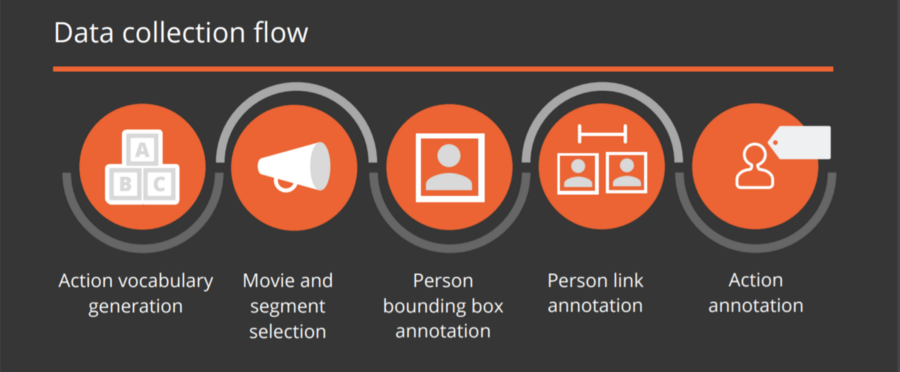 Data collection flow
A
B C
Action vocabulary
generation
Movie and
segment
selection
Person
bounding box
annotation
Person link
annotation
Action
annotation